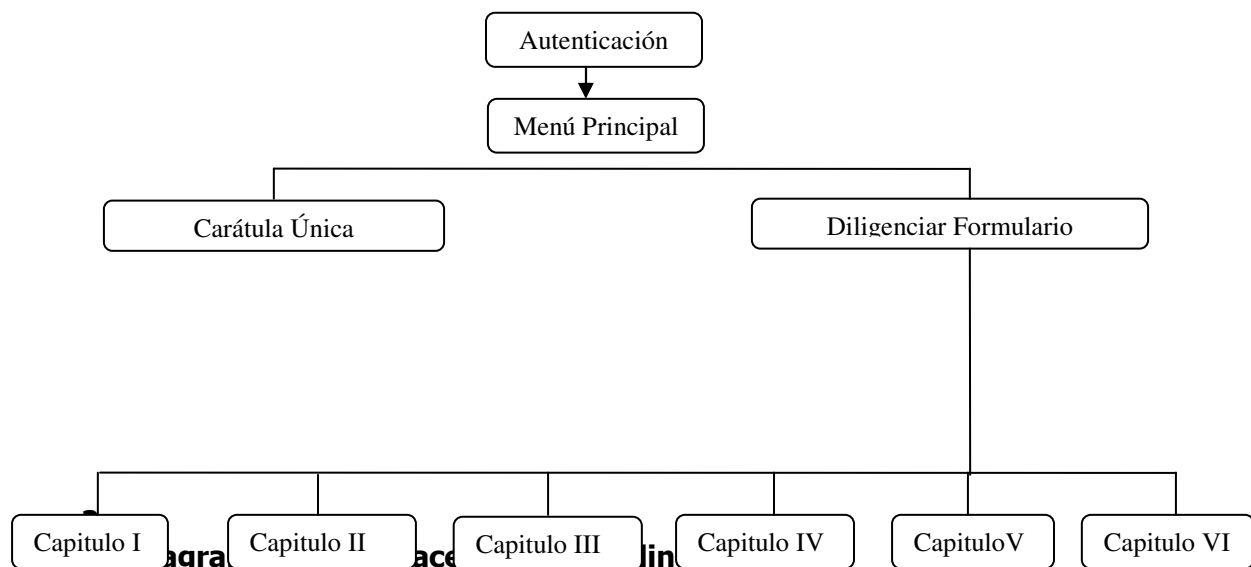 Autenticación
Menú Principal
Carátula Única
Diligenciar Formulario
Capitulo I
Capitulo II
Capitulo III
Capitulo IV
CapituloV
Capitulo VI